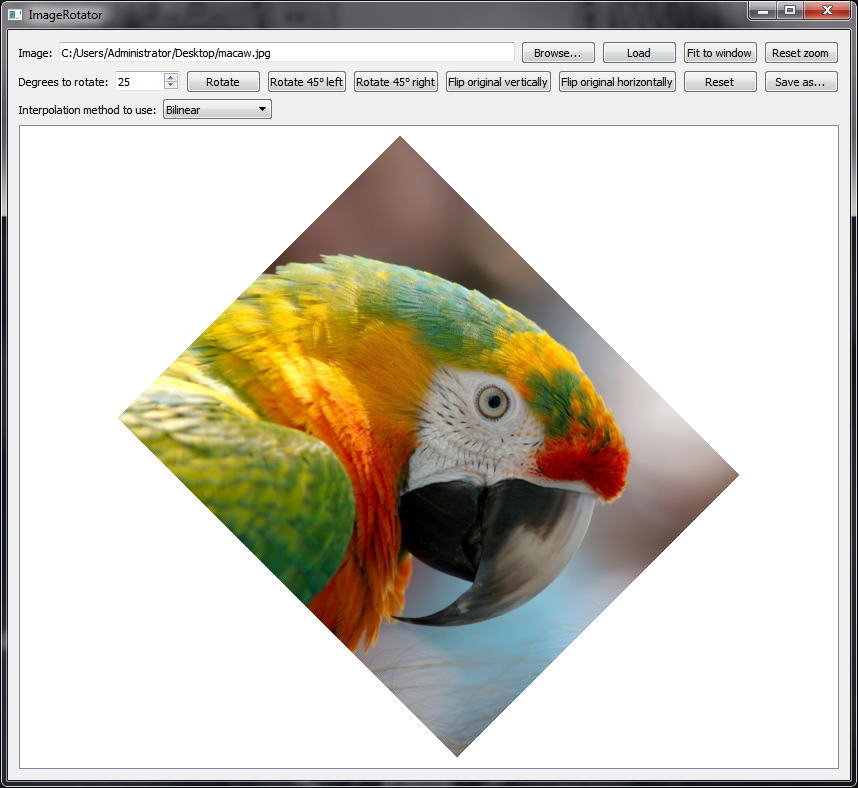 ImageRotator
Image: C:/Users/Administrator/Desktop/macaw.jpg Browse... Load Fit to window Reset zoom
Degrees to rotate: 25 Rotate Rotate 45° left Rotate 45° right Flip original vertically Flip original horizontally Reset Save as...
Interpolation method to use: Bilinear